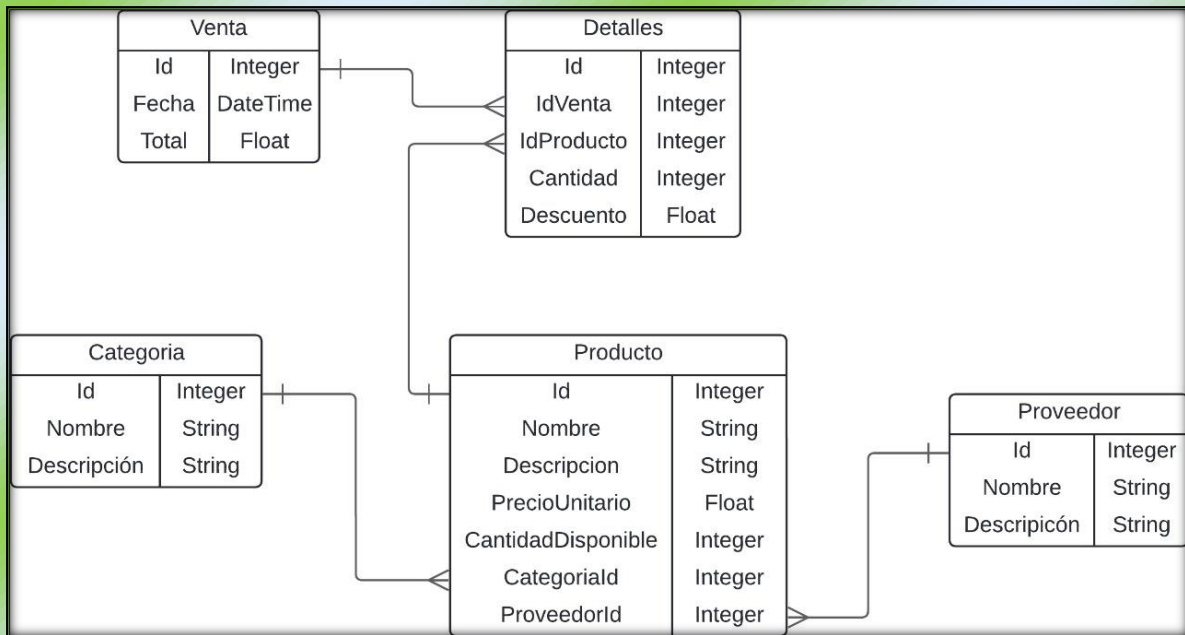 Venta
Id Integer
Fecha DateTime
Total Float
Detalles
Id Integer
IdVenta Integer
IdProducto Integer
Cantidad Integer
Descuento Float
Categoria
Id Integer
Nombre String
Descripción String
Producto
Id Integer
Nombre String
Descripcion String
PrecioUnitario Float
CantidadDisponible Integer
CategoriaId Integer
ProveedorId Integer
Proveedor
Id Integer
Nombre String
Descripicón String